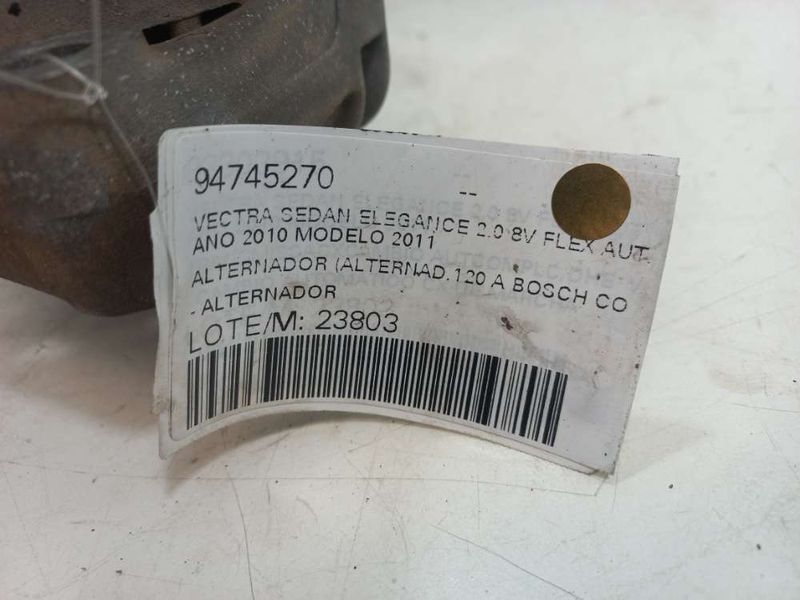 94745270
--
VECTRA SEDAN ELEGANCE 2.0 8V FLEX AUT
ANO 2010 MODELO 2011
ALTERNADOR (ALTERNAD.120 A BOSCH CO
- ALTERNADOR
LOTE/M: 23803